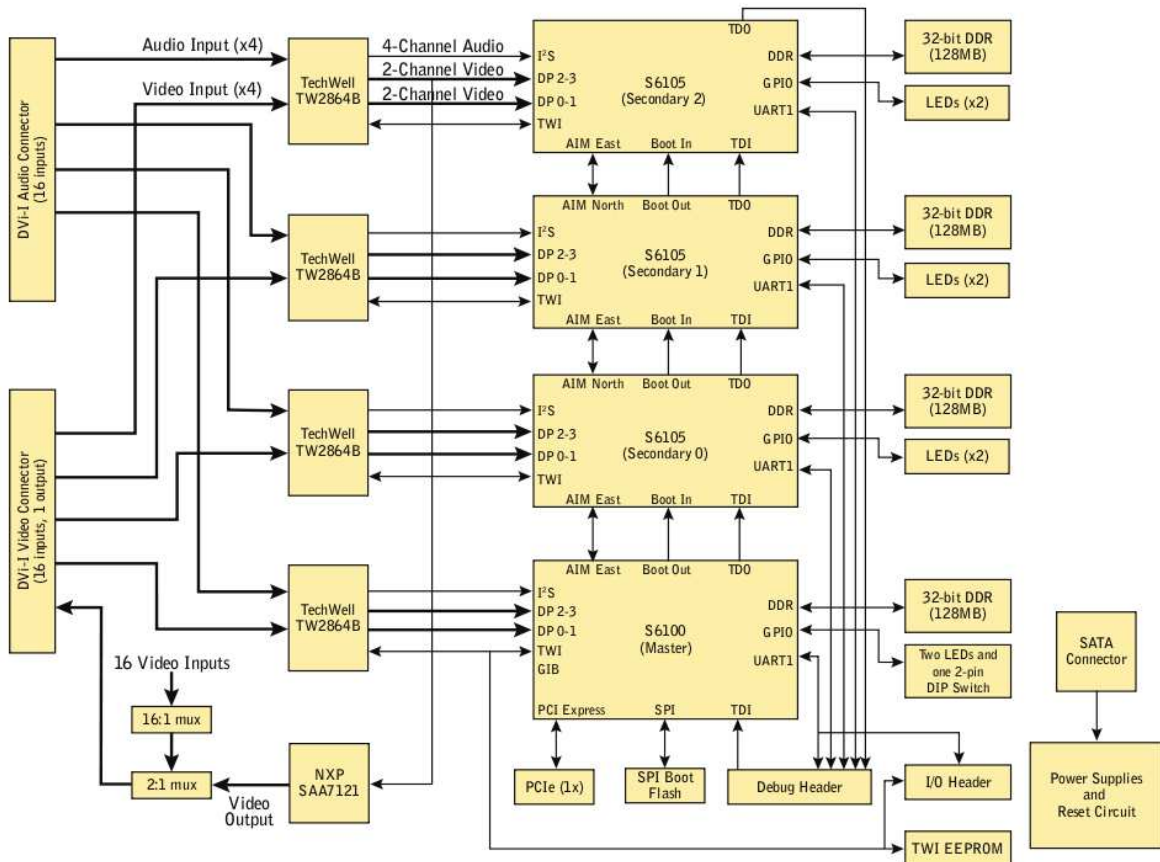 DVi-I Audio Connector
(16 inputs)
DVi-I Video Connector
(16 inputs, 1 output)
Audio Input (x4)
Video Input (x4)
TechWell
TW2864B
4-Channel Audio
2-Channel Video
2-Channel Video
TDO
I²S
DP 2-3
DP 0-1
TWI
S6105
(Secondary 2)
DDR
GPIO
UART1
AIM East
Boot In
TDI
32-bit DDR
(128MB)
LEDs (x2)
TechWell
TW2864B
AIM North
Boot Out
TDO
I²S
DP 2-3
DP 0-1
TWI
S6105
(Secondary 1)
DDR
GPIO
UART1
AIM East
Boot In
TDI
32-bit DDR
(128MB)
LEDs (x2)
TechWell
TW2864B
AIM North
Boot Out
TDO
I²S
DP 2-3
DP 0-1
TWI
S6105
(Secondary 0)
DDR
GPIO
UART1
AIM East
Boot In
TDI
32-bit DDR
(128MB)
LEDs (x2)
TechWell
TW2864B
AIM East
Boot Out
TDO
I²S
DP 2-3
DP 0-1
TWI
GIB
S6100
(Master)
DDR
GPIO
UART1
PCI Express
SPI
TDI
32-bit DDR
(128MB)
Two LEDs and
one 2-pin
DIP Switch
SATA
Connector
16 Video Inputs
16:1 mux
2:1 mux
Video
Output
NXP
SAA7121
PCIe (1x)
SPI Boot
Flash
Debug Header
I/O Header
TWI EEPROM
Power Supplies
and
Reset Circuit